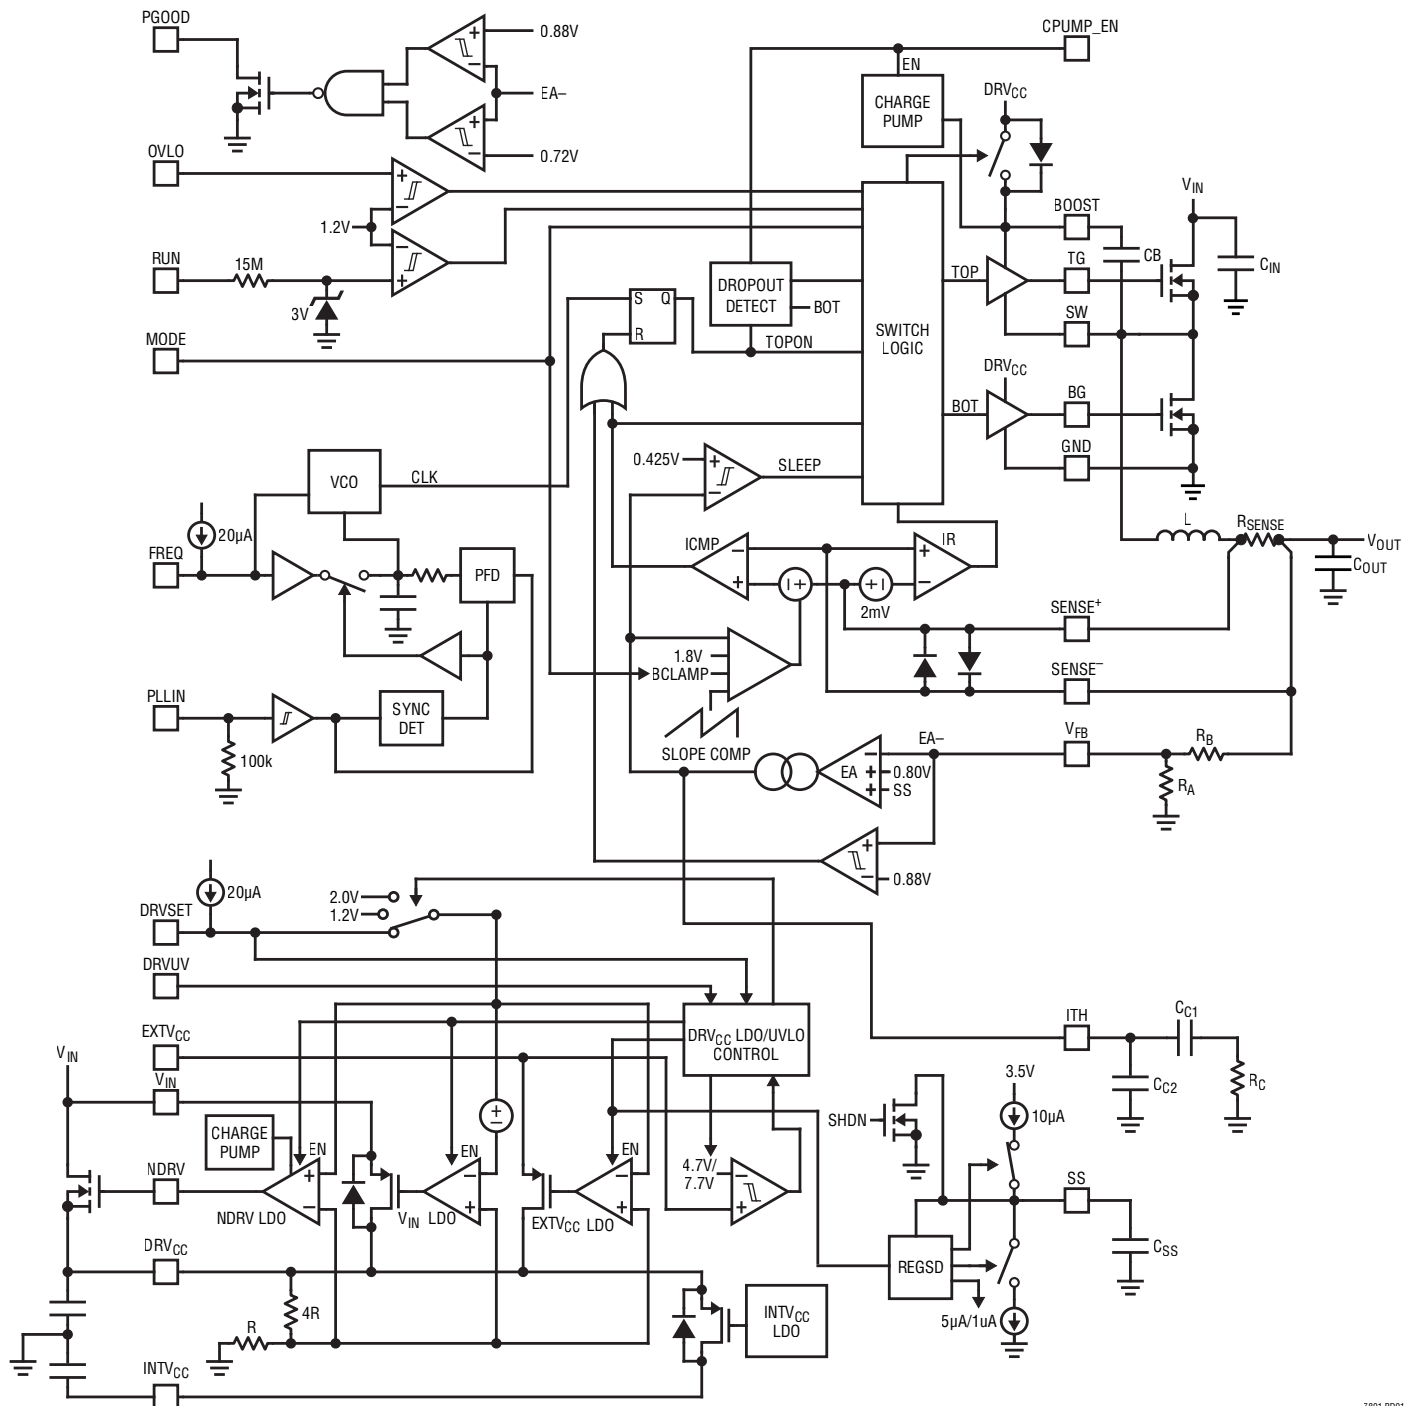 PGOOD
0.88V
EA–
0.72V
CPUMP_EN
EN
CHARGE PUMP
DRVCC
OVLO
1.2V
RUN
15M
3V
MODE
S Q
R
DROPOUT DETECT
BOT
TOPON
SWITCH LOGIC
TOP
BOT
DRVCC
BOOST
TG
SW
BG
GND
CB
VIN
CIN
VCO
CLK
0.425V
SLEEP
20µA
FREQ
PFD
ICMP
IR
2mV
L
RSENSE
VOUT
COUT
SENSE+
SENSE–
1.8V
BCLAMP
SLOPE COMP
PLLIN
100k
SYNC DET
EA–
EA
0.80V
SS
VFB
RB
RA
0.88V
20µA
2.0V
1.2V
DRVSET
DRVUV
EXTVCC
DRVCC LDO/UVLO CONTROL
ITH
CC1
CC2
RC
VIN
VIN
CHARGE PUMP
EN
EN
EN
NDRV
NDRV LDO
VIN LDO
EXTVCC LDO
4.7V/
7.7V
SHDN
3.5V
10µA
SS
CSS
REGSD
5µA/1uA
DRVCC
4R
R
INTVCC LDO
INTVCC